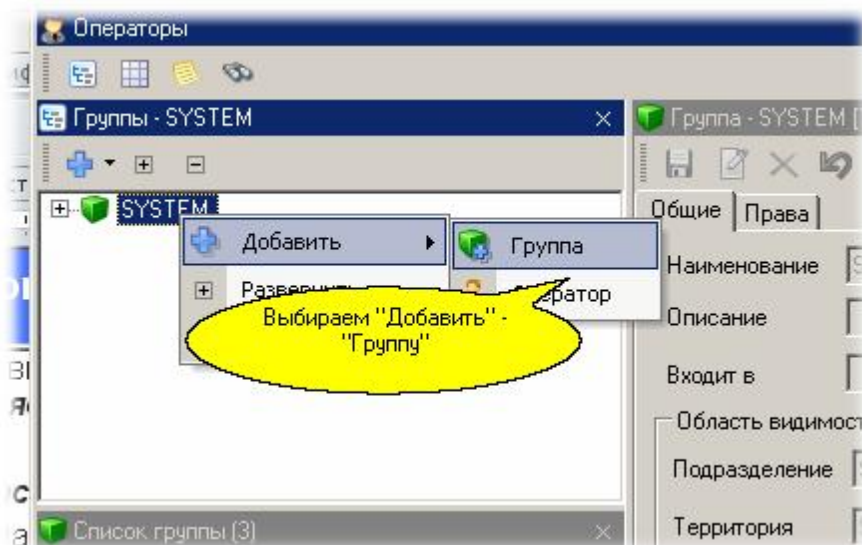 Операторы
Группы - SYSTEM
Группа - SYSTEM [
SYSTEM
Общие
Права
Добавить
Группа
Наименование
Выбираем "Добавить" -
"Группу"
Описание
Входит в
Область видимост
Подразделение
Территория
Список группы (3)